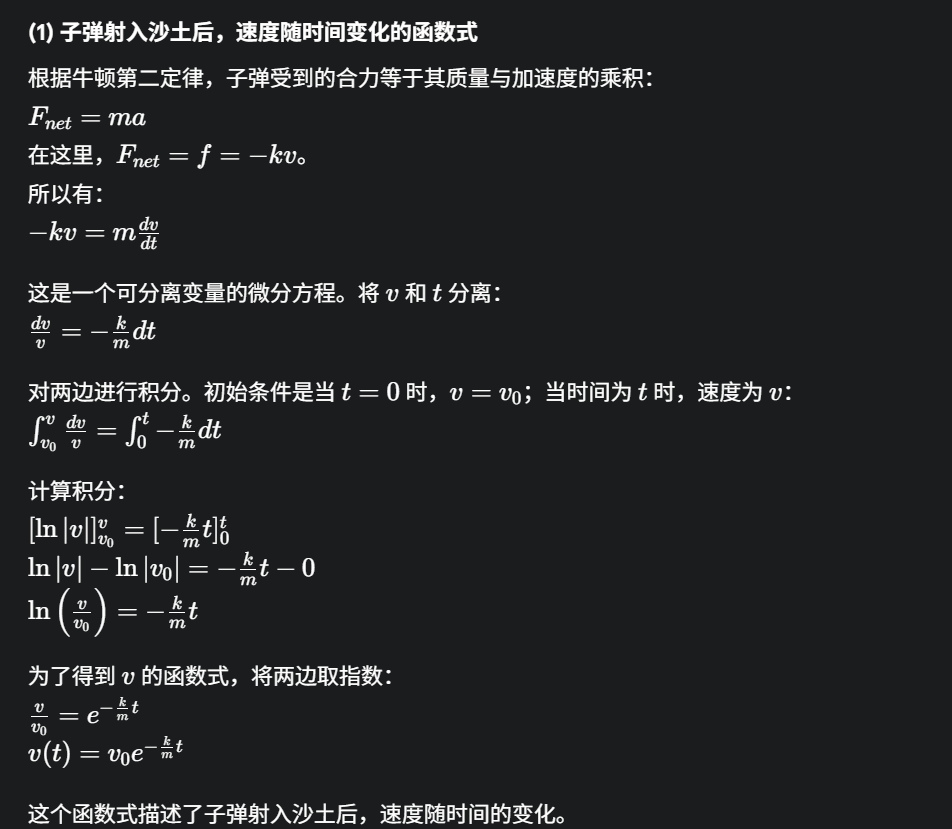 (1) 子弹射入沙土后，速度随时间变化的函数式
根据牛顿第二定律，子弹受到的合力等于其质量与加速度的乘积：
$F_{net} = ma$
在这里，$F_{net} = f = -kv$。
所以有：
$-kv = m\frac{dv}{dt}$
这是一个可分离变量的微分方程。将 $v$ 和 $t$ 分离：
$\frac{dv}{v} = -\frac{k}{m}dt$
对两边进行积分。初始条件是当 $t = 0$ 时，$v = v_0$；当时间为 $t$ 时，速度为 $v$：
$\int_{v_0}^{v} \frac{dv}{v} = \int_{0}^{t} -\frac{k}{m}dt$
计算积分：
$[\ln|v|]_{v_0}^{v} = [-\frac{k}{m}t]_{0}^{t}$
$\ln|v| - \ln|v_0| = -\frac{k}{m}t - 0$
$\ln\left(\frac{v}{v_0}\right) = -\frac{k}{m}t$
为了得到 $v$ 的函数式，将两边取指数：
$\frac{v}{v_0} = e^{-\frac{k}{m}t}$
$v(t) = v_0e^{-\frac{k}{m}t}$
这个函数式描述了子弹射入沙土后，速度随时间的变化。